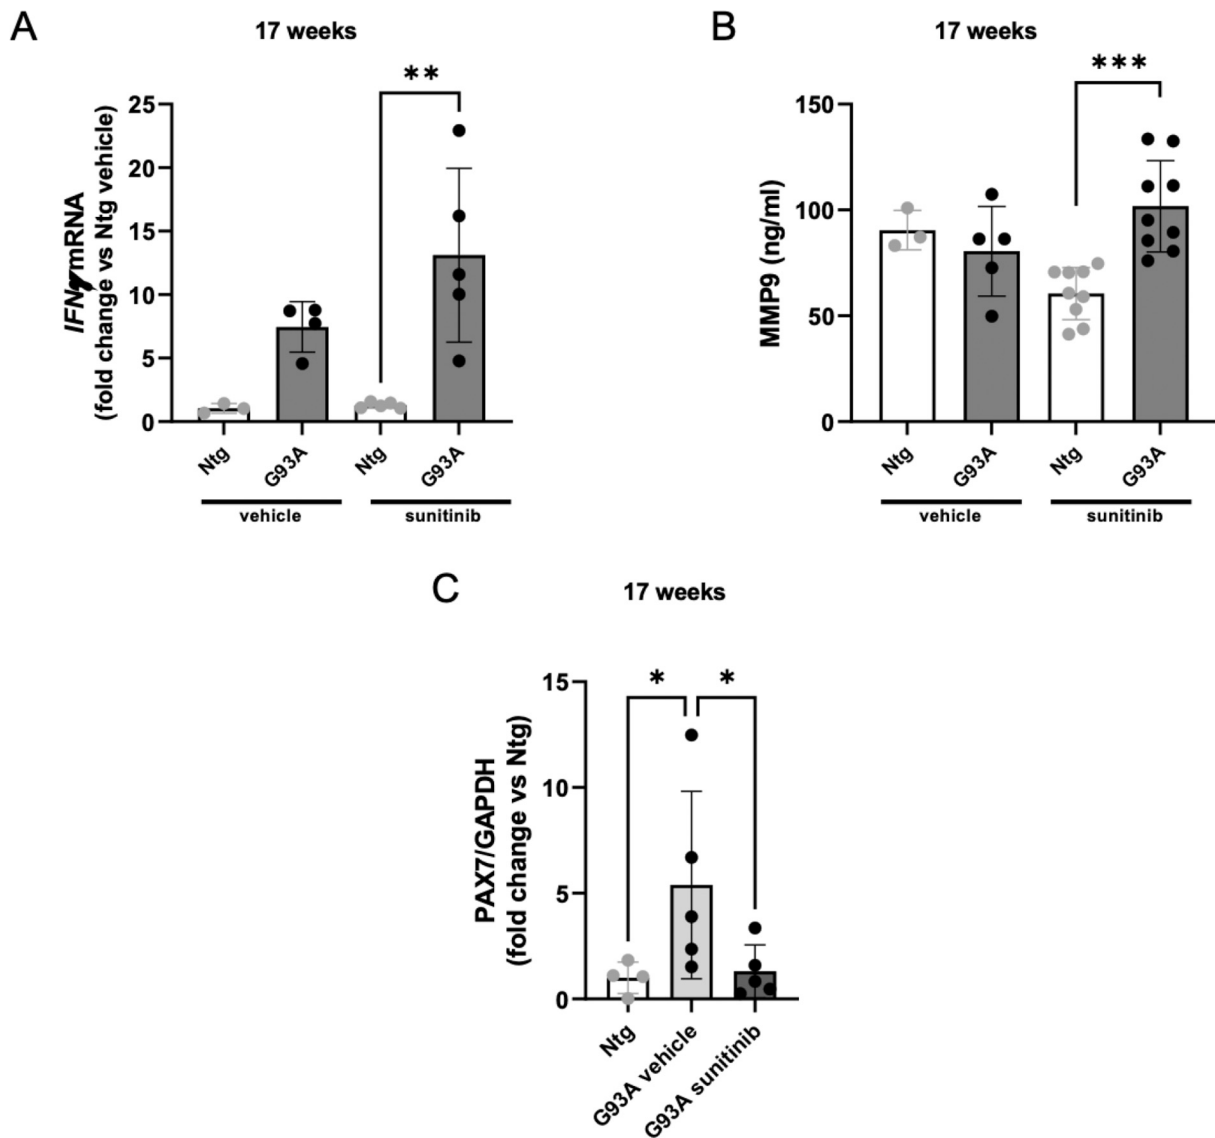 A
17 weeks
**
IFNγ mRNA
(fold change vs Ntg vehicle)
25
20
15
10
5
0
Ntg
G93A
Ntg
G93A
vehicle
sunitinib
B
17 weeks
***
MMP9 (ng/ml)
150
100
50
0
Ntg
G93A
Ntg
G93A
vehicle
sunitinib
C
17 weeks
*
*
PAX7/GAPDH
(fold change vs Ntg)
15
10
5
0
Ntg
G93A vehicle
G93A sunitinib